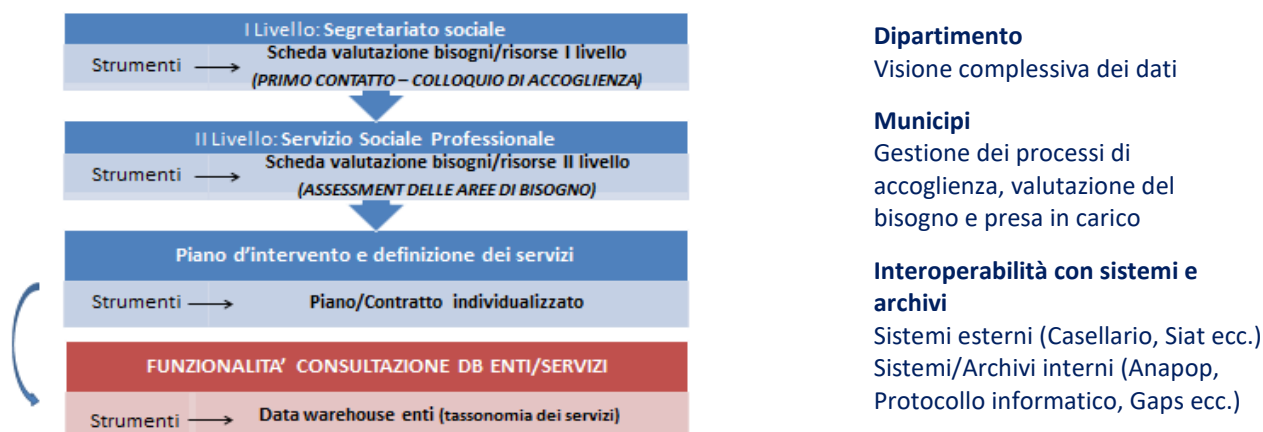 I Livello: Segretariato sociale
Strumenti
Scheda valutazione bisogni/risorse I livello
(PRIMO CONTATTO – COLLOQUIO DI ACCOGLIENZA)
II Livello: Servizio Sociale Professionale
Strumenti
Scheda valutazione bisogni/risorse II livello
(ASSESSMENT DELLE AREE DI BISOGNO)
Piano d’intervento e definizione dei servizi
Strumenti
Piano/Contratto individualizzato
FUNZIONALITA’ CONSULTAZIONE DB ENTI/SERVIZI
Strumenti
Data warehouse enti (tassonomia dei servizi)
Dipartimento
Visione complessiva dei dati
Municipi
Gestione dei processi di
accoglienza, valutazione del
bisogno e presa in carico
Interoperabilità con sistemi e
archivi
Sistemi esterni (Casellario, Siat ecc.)
Sistemi/Archivi interni (Anapop,
Protocollo informatico, Gaps ecc.)